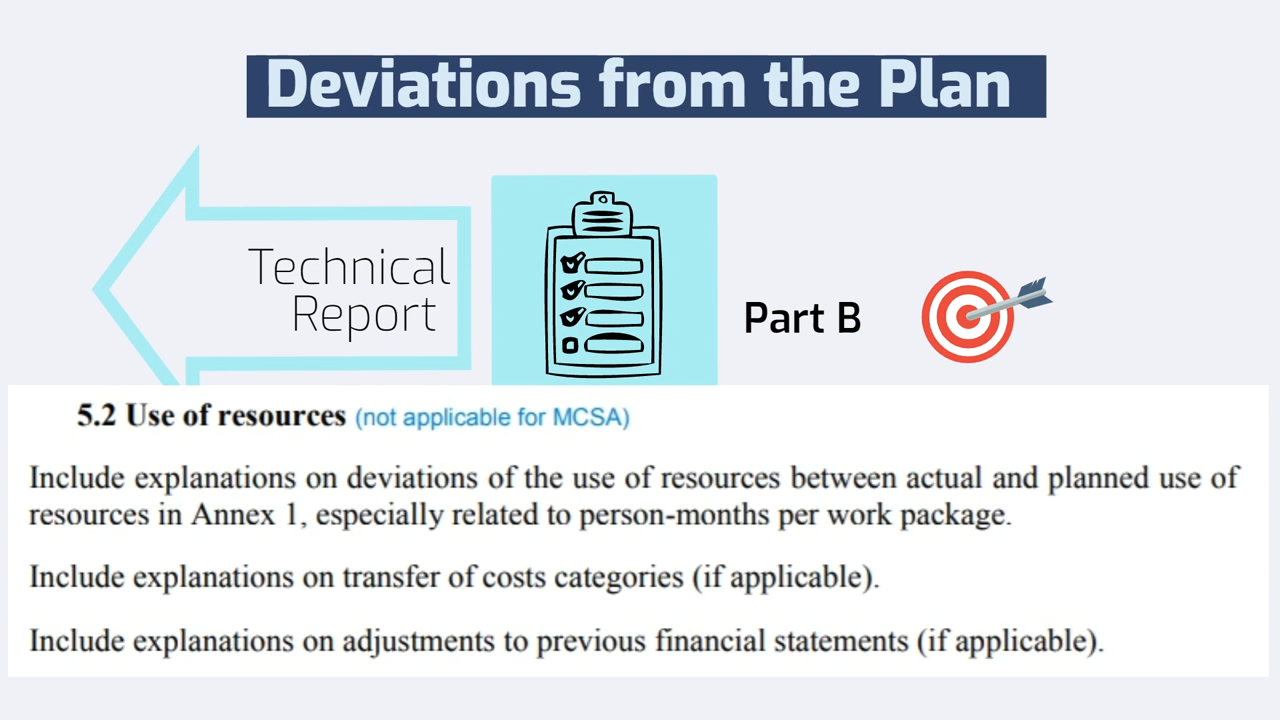 Deviations from the Plan
Technical
Report
Part B
5.2 Use of resources (not applicable for MCSA)
Include explanations on deviations of the use of resources between actual and planned use of
resources in Annex 1, especially related to person-months per work package.
Include explanations on transfer of costs categories (if applicable).
Include explanations on adjustments to previous financial statements (if applicable).